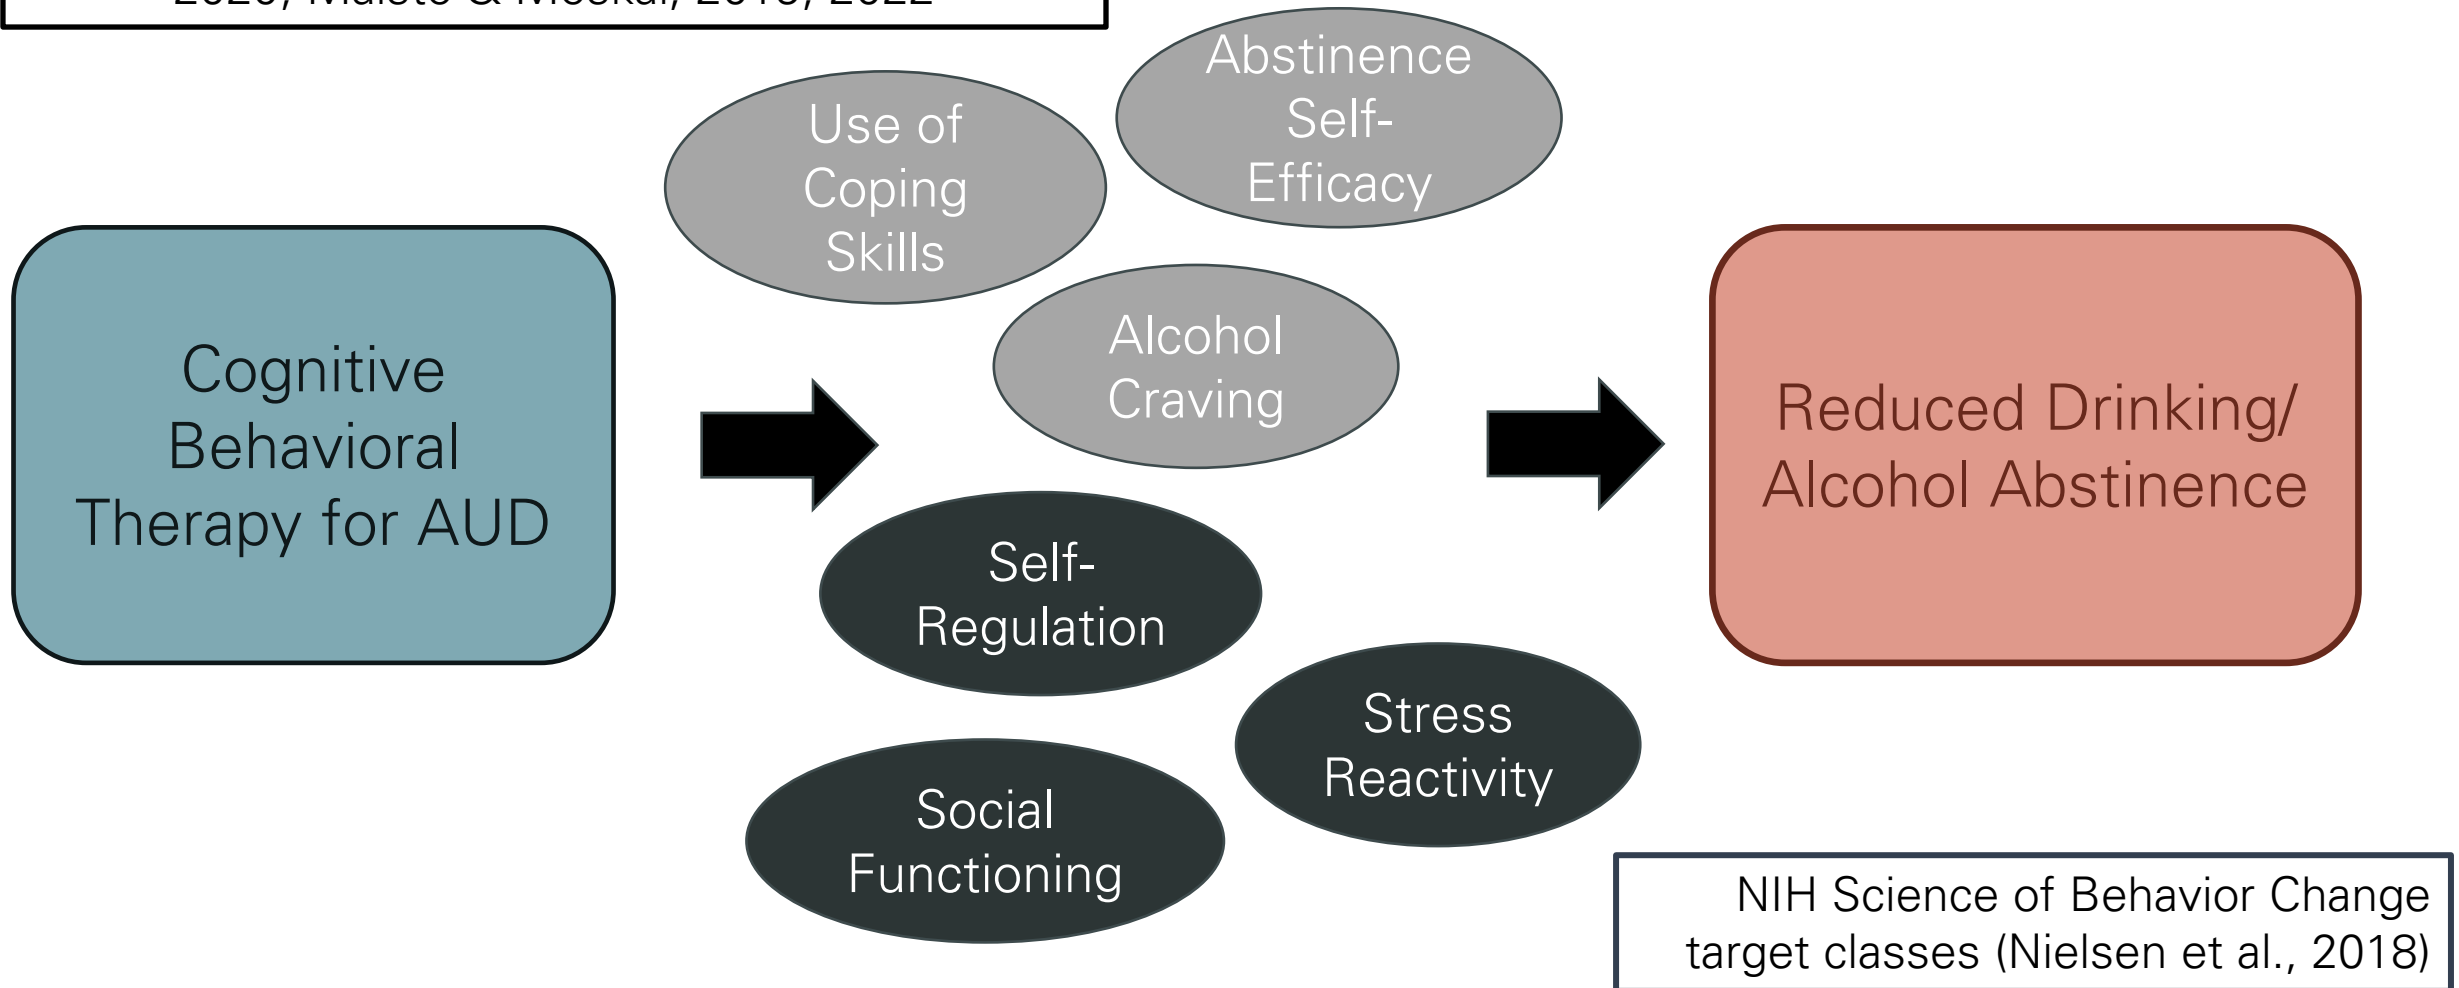 Abstinence
Self-
Efficacy
Use of
Coping
Skills
Alcohol
Craving
Cognitive
Behavioral
Therapy for AUD
Reduced Drinking/
Alcohol Abstinence
Self-
Regulation
Stress
Reactivity
Social
Functioning
NIH Science of Behavior Change
target classes (Nielsen et al., 2018)